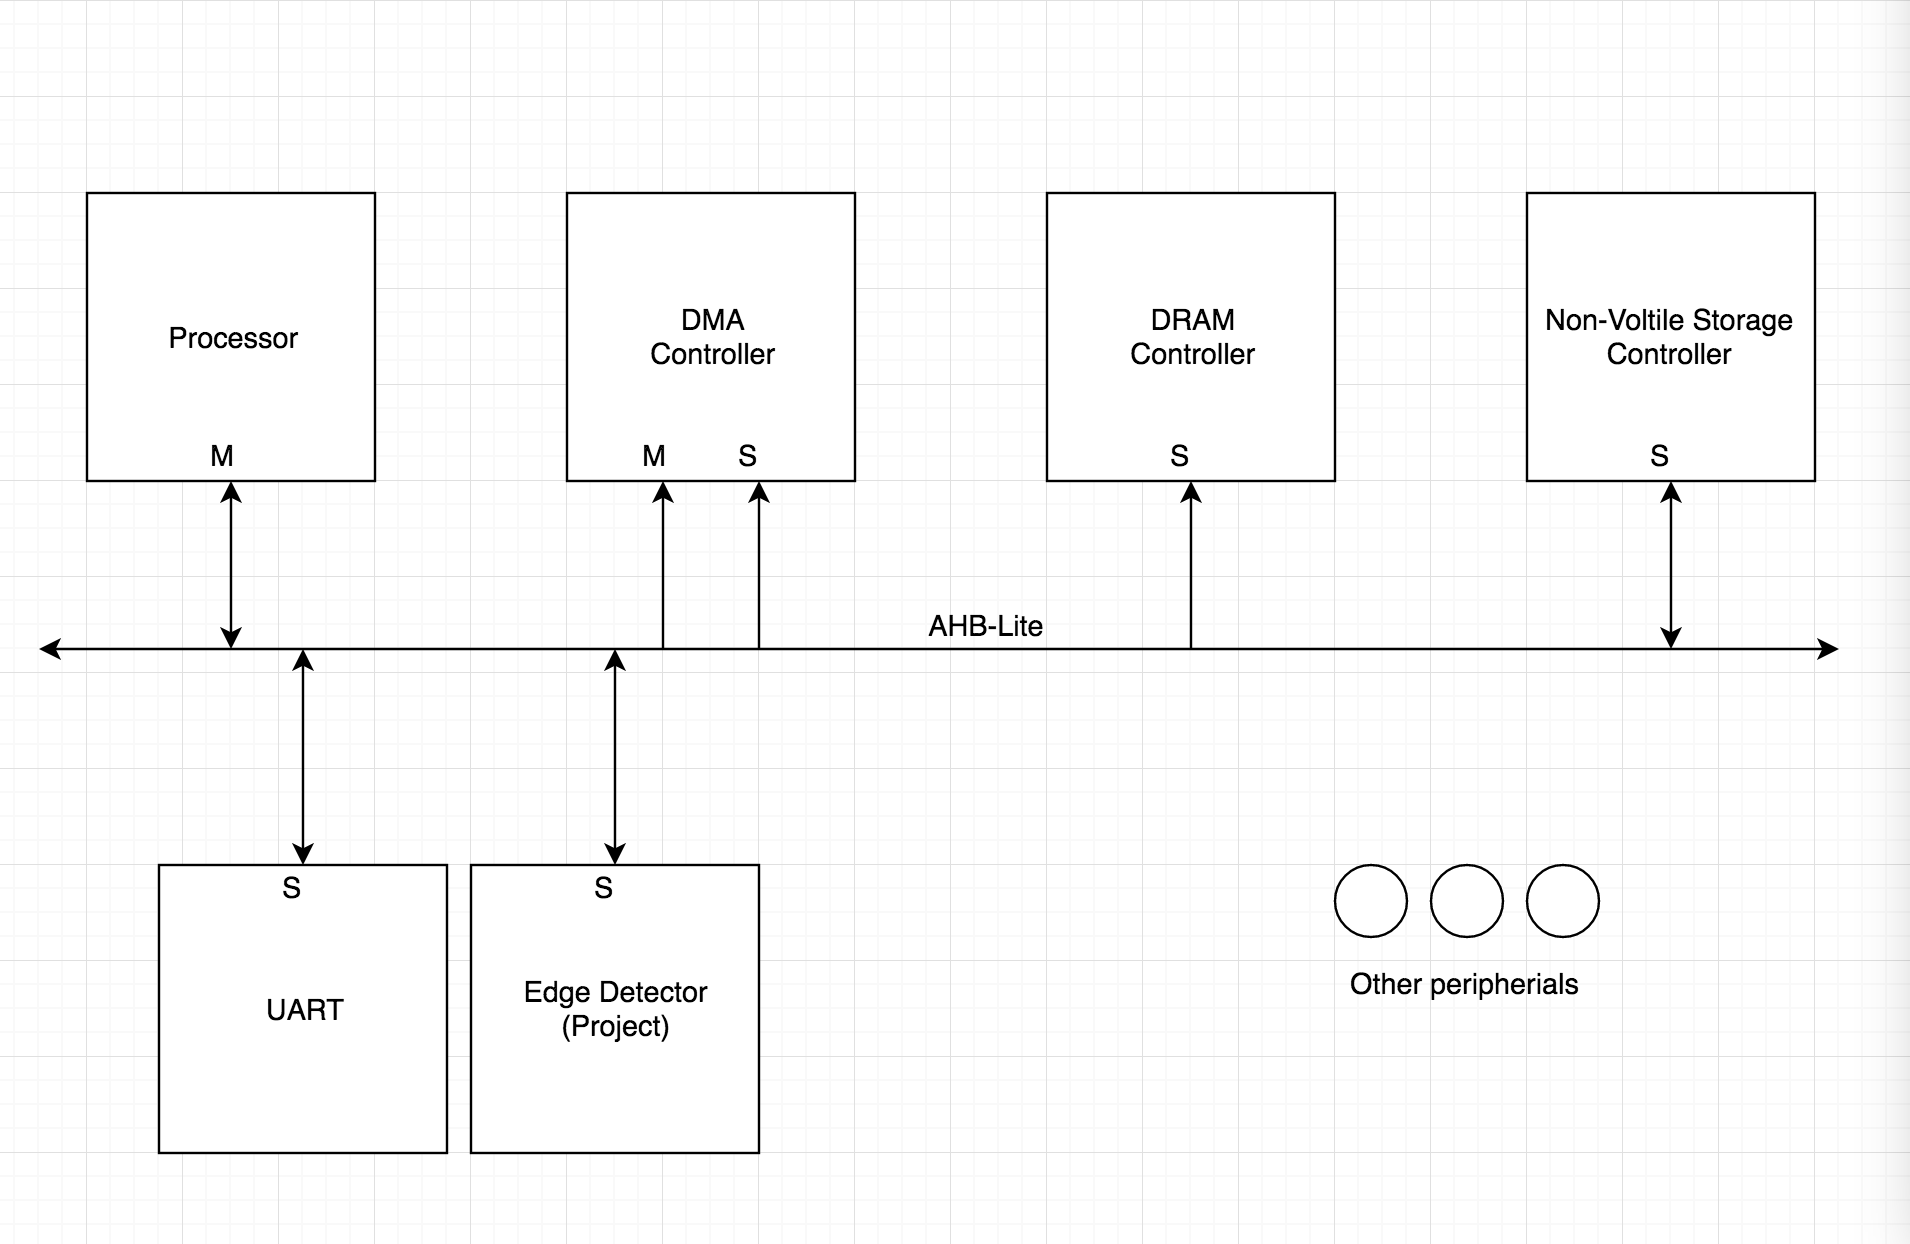 Processor
M
DMA
Controller
M S
DRAM
Controller
S
Non-Voltile Storage
Controller
S
AHB-Lite
S
UART
S
Edge Detector
(Project)
Other peripherials